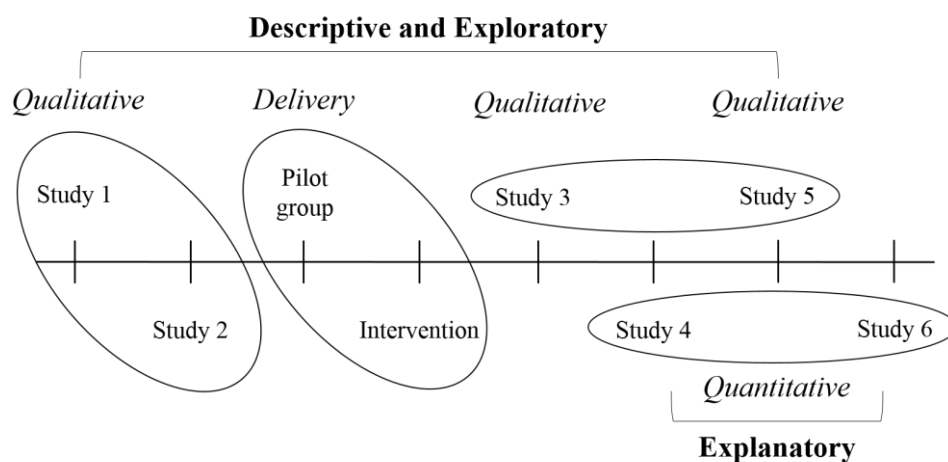 Descriptive and Exploratory
Qualitative
Delivery
Qualitative
Qualitative
Study 1
Pilot
group
Study 3
Study 5
Study 2
Intervention
Study 4
Study 6
Quantitative
Explanatory